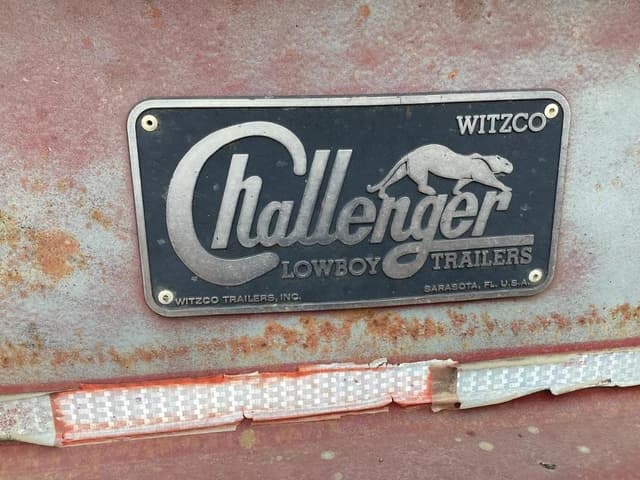 WITZCO
Challenger
LOWBOY TRAILERS
WITZCO TRAILERS, INC.
SARASOTA, FL. U.S.A.